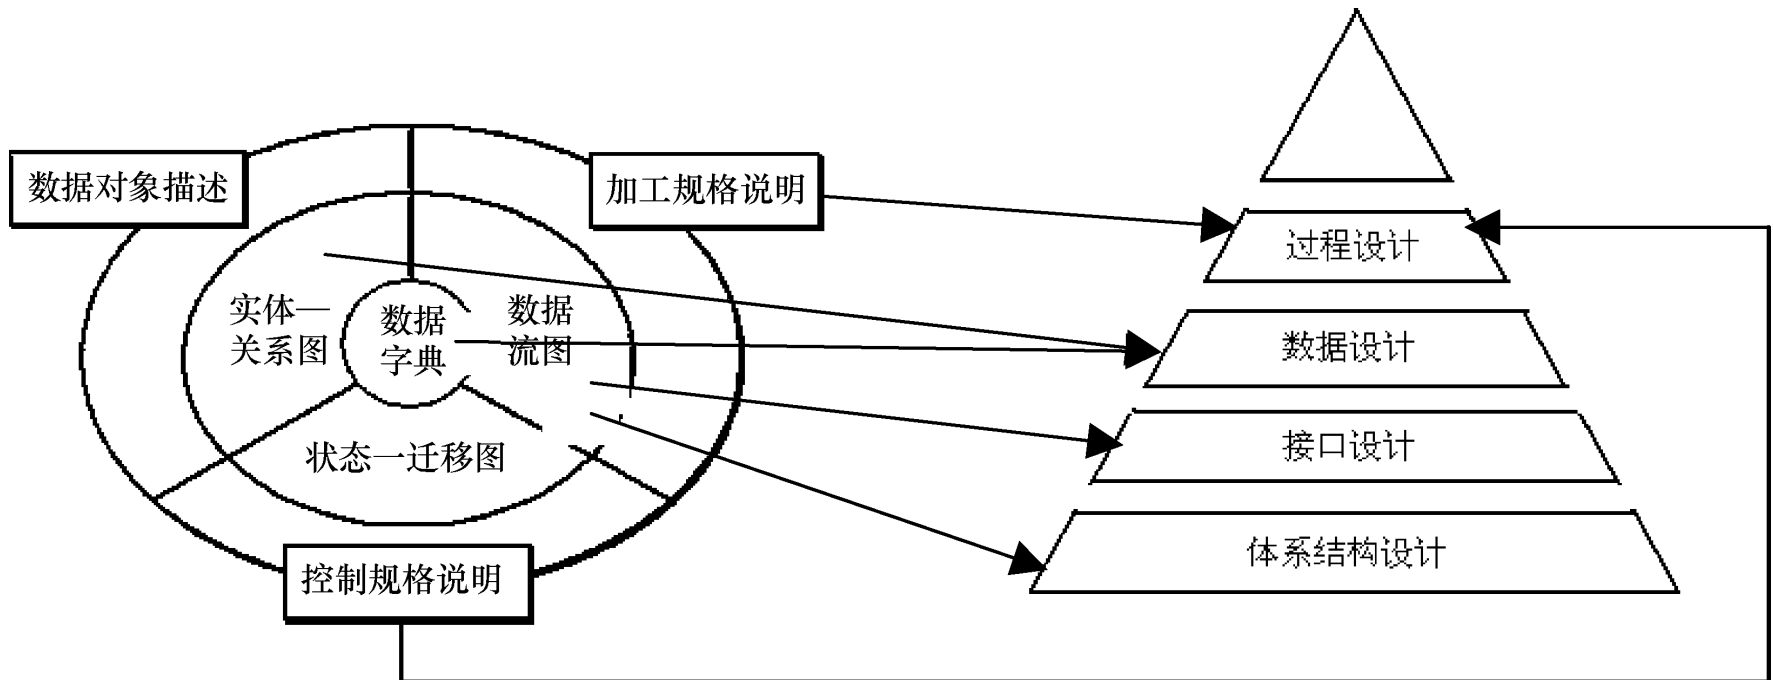 数据对象描述
加工规格说明
实体—
关系图
数据
字典
数据
流图
状态一迁移图
控制规格说明
过程设计
数据设计
接口设计
体系结构设计